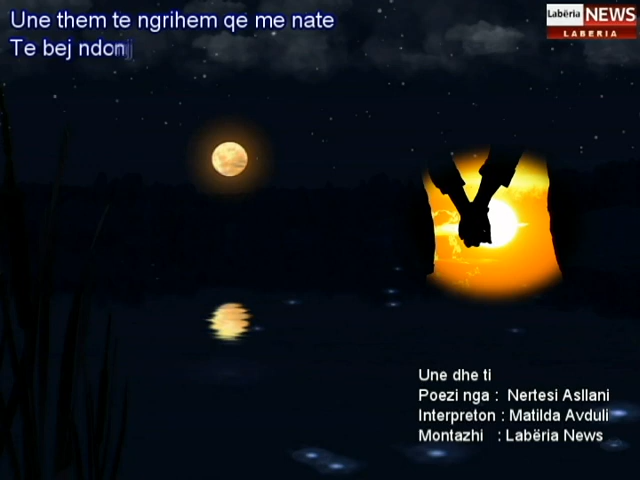 Une them te ngrihem qe me nate
Te bej ndonj
Labëria NEWS
LABERIA
Une dhe ti
Poezi nga : Nertesi Asllani
Interpreton : Matilda Avduli
Montazhi : Labëria News